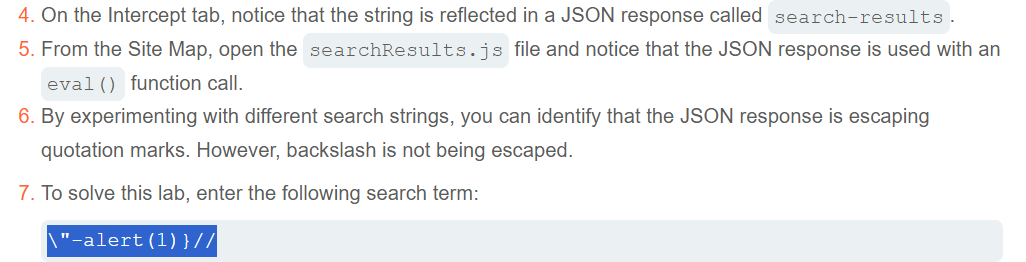 4. On the Intercept tab, notice that the string is reflected in a JSON response called search-results.
5. From the Site Map, open the searchResults.js file and notice that the JSON response is used with an
eval() function call.
6. By experimenting with different search strings, you can identify that the JSON response is escaping
quotation marks. However, backslash is not being escaped.
7. To solve this lab, enter the following search term:
\"-alert(1)}//